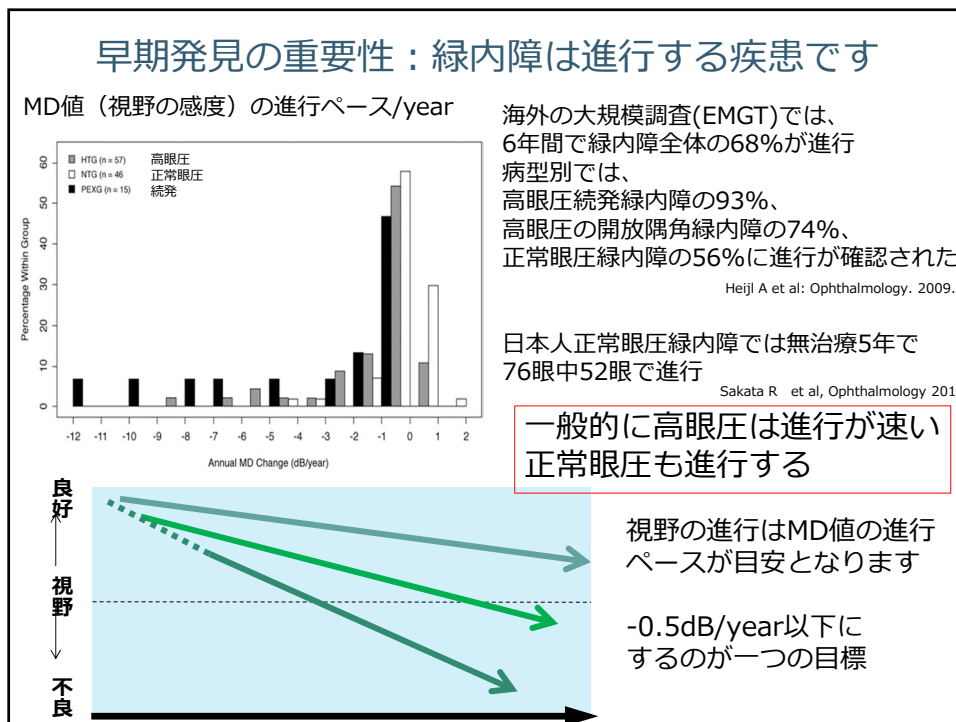 早期発見の重要性：緑内障は進行する疾患です
MD値（視野の感度）の進行ペース/year
HTG (n = 57) 高眼圧
NTG (n = 46 正常眼圧
PEXG (n = 15) 続発
Percentage Within Group
60
50
40
30
20
10
0
-12 -11 -10 -9 -8 -7 -6 -5 -4 -3 -2 -1 0 1 2
Annual MD Change (dB/year)
海外の大規模調査(EMGT)では、
6年間で緑内障全体の68%が進行
病型別では、
高眼圧続発緑内障の93%、
高眼圧の開放隅角緑内障の74%、
正常眼圧緑内障の56%に進行が確認された
Heijl A et al: Ophthalmology. 2009.
日本人正常眼圧緑内障では無治療5年で
76眼中52眼で進行
Sakata R et al, Ophthalmology 201
一般的に高眼圧は進行が速い
正常眼圧も進行する
良好
視野
不良
視野の進行はMD値の進行
ペースが目安となります
-0.5dB/year以下に
するのが一つの目標